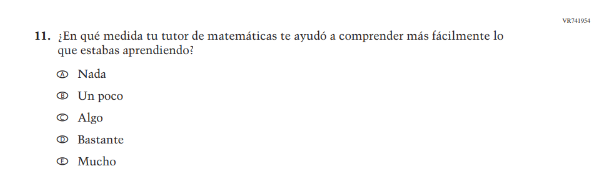 VR741954
11. ¿En qué medida tu tutor de matemáticas te ayudó a comprender más fácilmente lo
que estabas aprendiendo?
Ⓐ Nada
Ⓑ Un poco
Ⓒ Algo
Ⓓ Bastante
Ⓔ Mucho